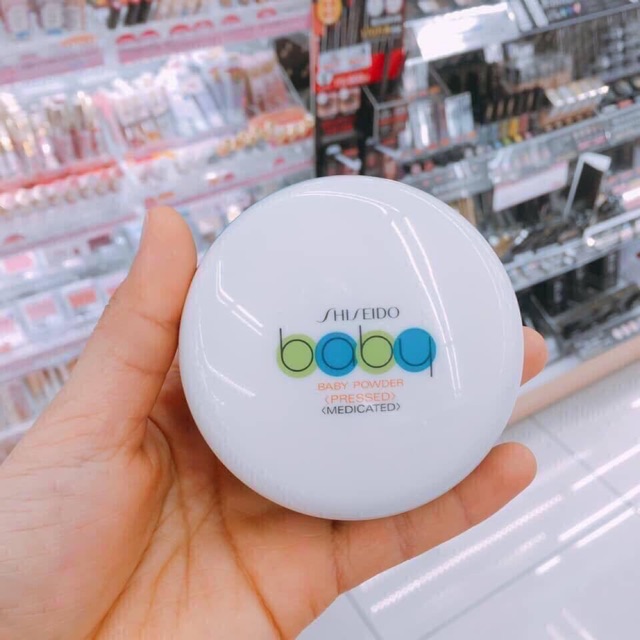 SHISEIDO
baby
BABY POWDER
〈PRESSED〉
〈MEDICATED〉